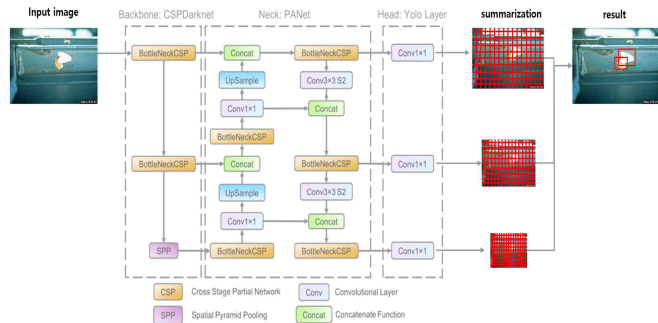 Input image
Backbone: CSPDarknet
Neck: PANet
Head: Yolo Layer
summarization
result
BottleNeckCSP
Concat
BottleNeckCSP
Conv1×1
UpSample
Conv3×3 S2
Conv1×1
Concat
BottleNeckCSP
BottleNeckCSP
Concat
BottleNeckCSP
Conv1×1
UpSample
Conv3×3 S2
Conv1×1
Concat
SPP
BottleNeckCSP
BottleNeckCSP
Conv1×1
CSP
Cross Stage Partial Network
Conv
Convolutional Layer
SPP
Spatial Pyramid Pooling
Concat
Concatenate Function